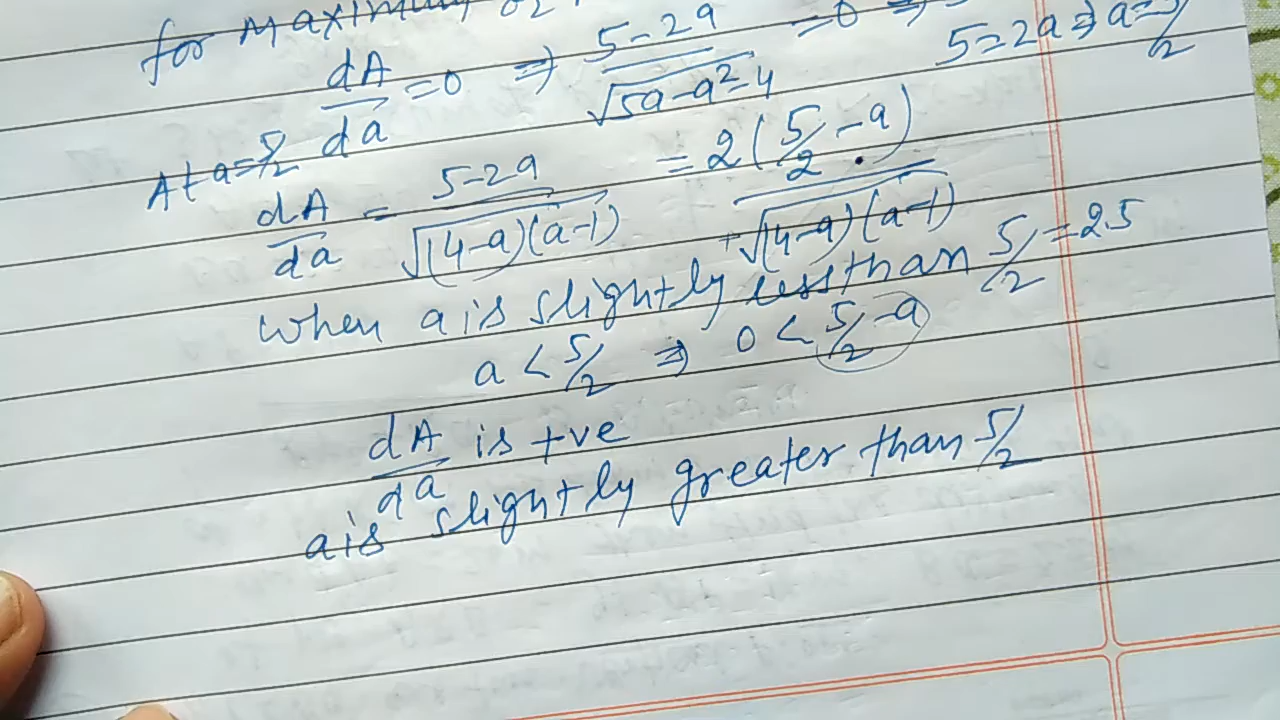 for Maximum or
dA/da = 0 ⇒ (5-2a)/√(5a-a²-4) = 0 ⇒ 5=2a ⇒ a=5/2
At a=5/2
dA/da = (5-2a)/√((4-a)(a-1)) = 2(5/2-a)/+√((4-a)(a-1))
when a is slightly less than 5/2 = 2.5
a < 5/2 ⇒ 0 < 5/2-a
dA/da is +ve
a is slightly greater than 5/2